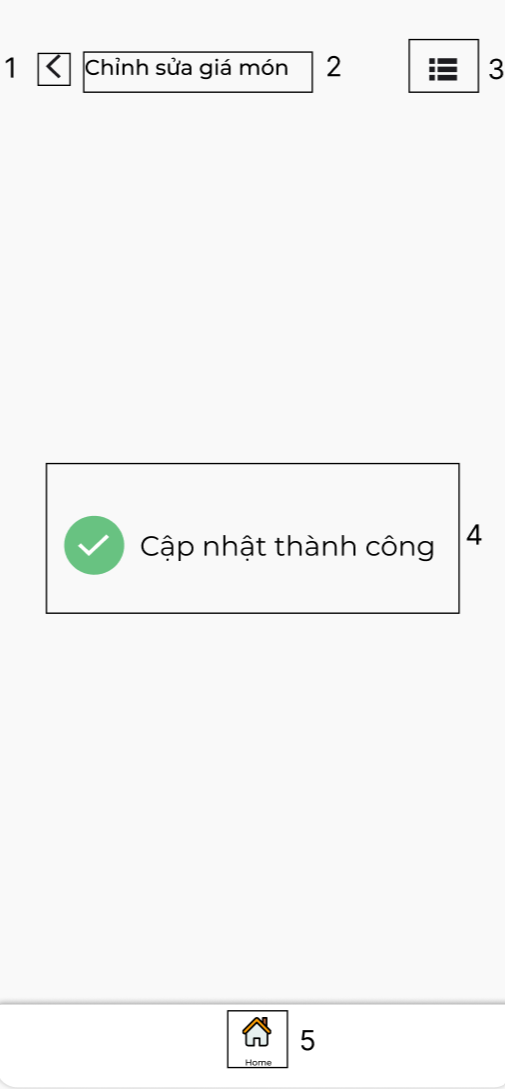 1 Chỉnh sửa giá món 2 3
Cập nhật thành công 4
Home 5